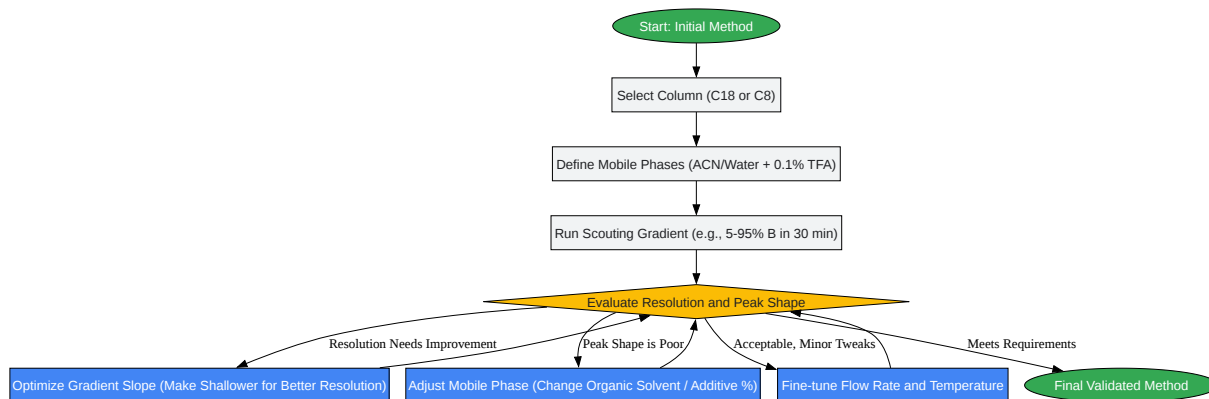 Start: Initial Method
Select Column (C18 or C8)
Define Mobile Phases (ACN/Water + 0.1% TFA)
Run Scouting Gradient (e.g., 5-95% B in 30 min)
Evaluate Resolution and Peak Shape
Resolution Needs Improvement
Peak Shape is Poor
Acceptable, Minor Tweaks
Meets Requirements
Optimize Gradient Slope (Make Shallower for Better Resolution)
Adjust Mobile Phase (Change Organic Solvent / Additive %)
Fine-tune Flow Rate and Temperature
Final Validated Method